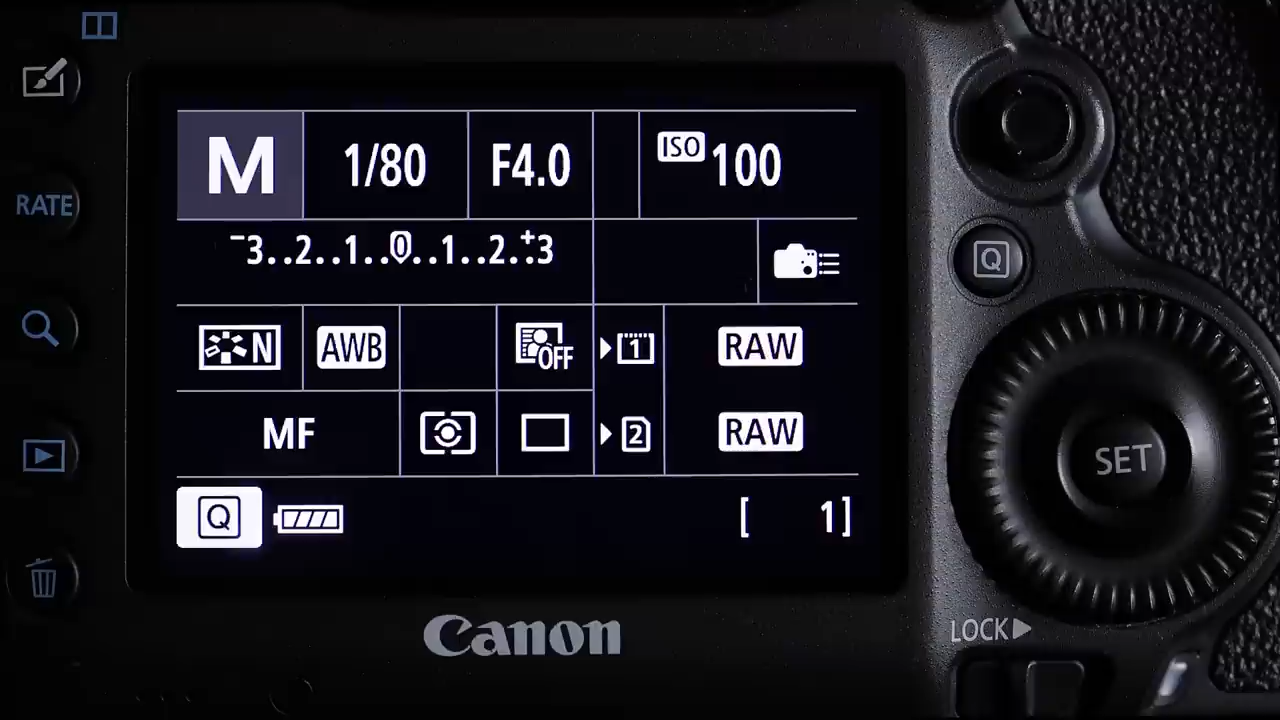 M 1/80 F4.0 ISO 100
-3..2..1..0..1..2.:+3
N AWB OFF 1 RAW
MF 2 RAW
Q [ 1]
Canon
RATE
Q
SET
LOCK